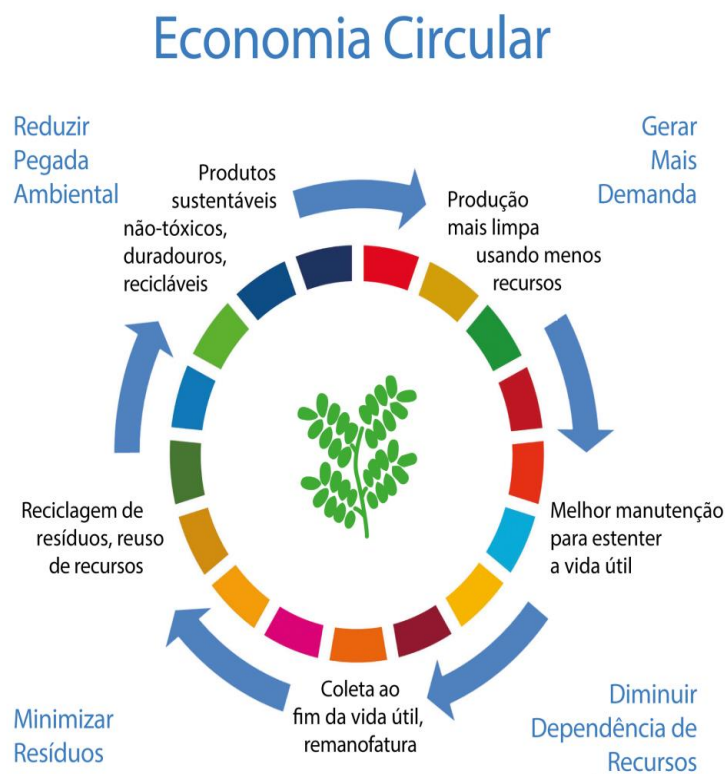 Economia Circular
Reduzir
Pegada
Ambiental
Gerar
Mais
Demanda
Produtos
sustentáveis
não-tóxicos,
duradouros,
recicláveis
Produção
mais limpa
usando menos
recursos
Melhor manutenção
para estenter
a vida útil
Coleta ao
fim da vida útil,
remanofatura
Reciclagem de
resíduos, reuso
de recursos
Minimizar
Resíduos
Diminuir
Dependência de
Recursos